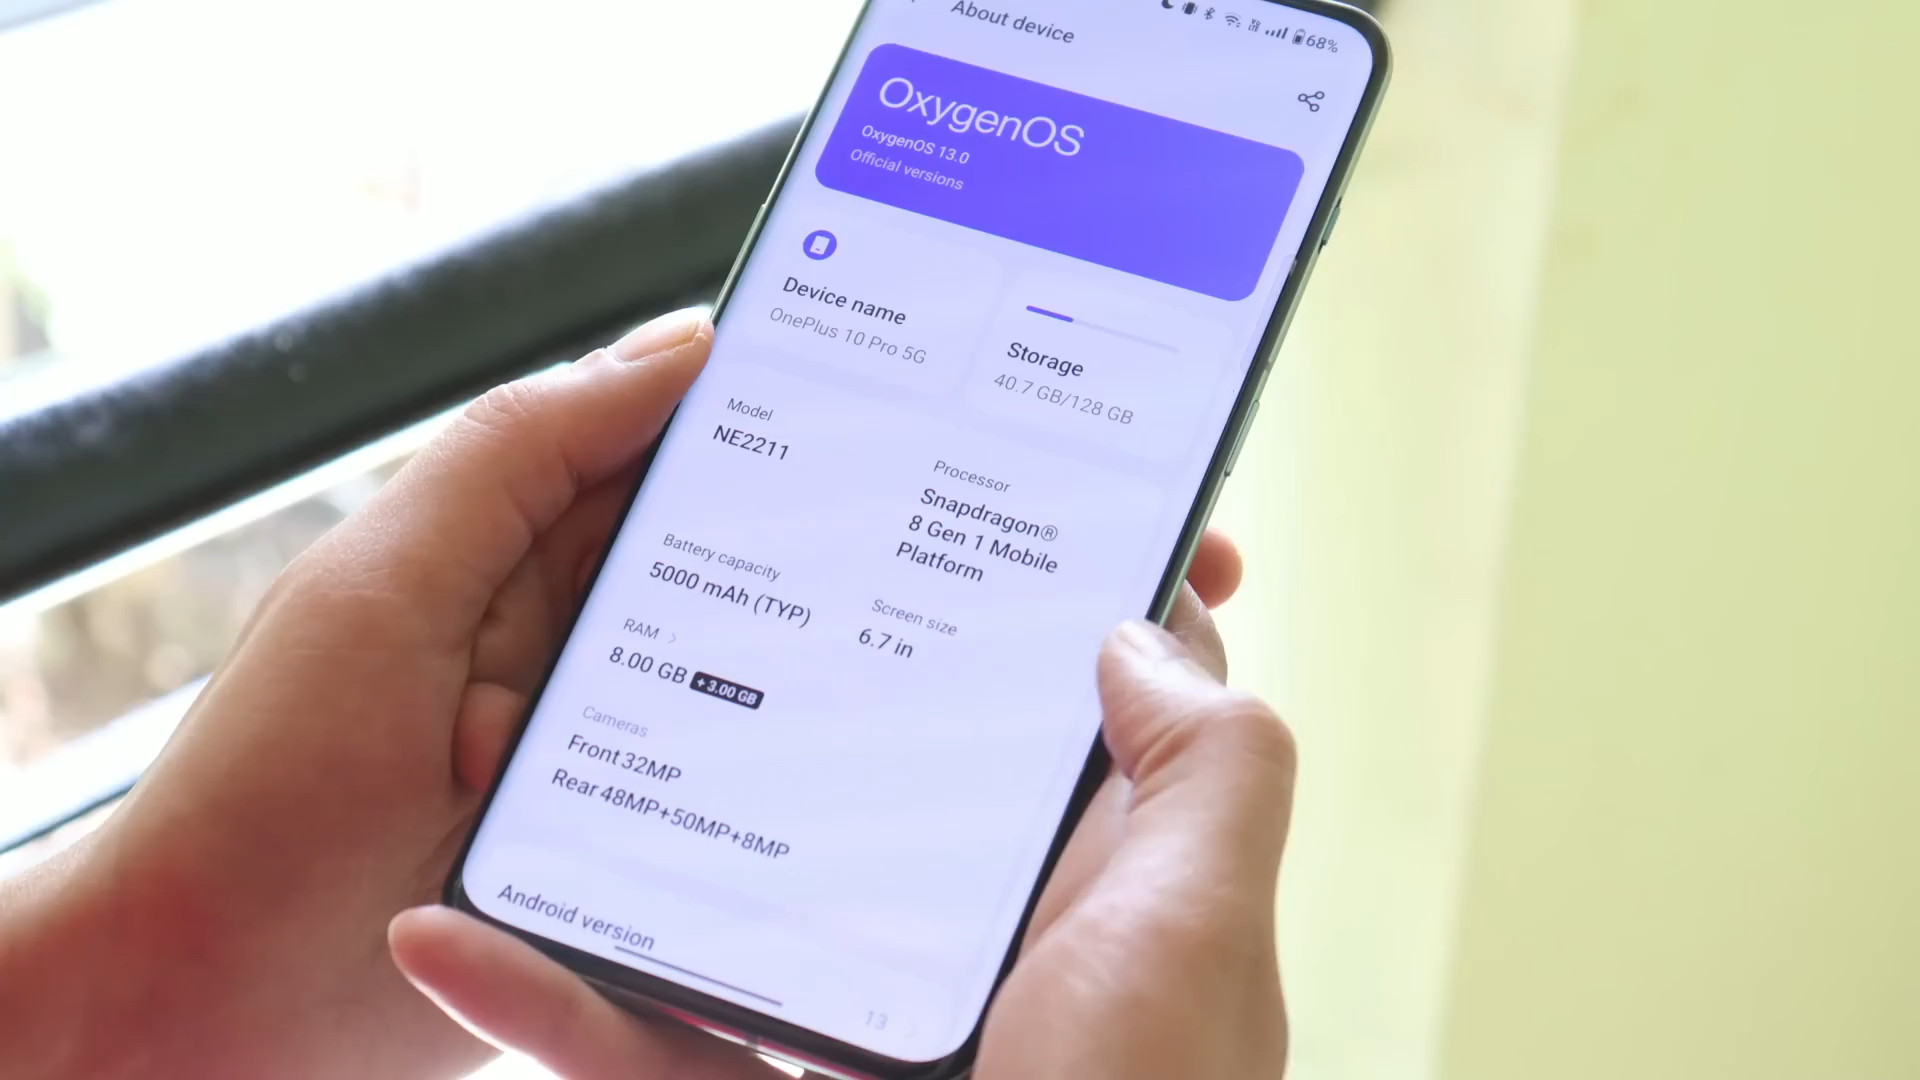 About device
68%
OxygenOS
OxygenOS 13.0
Official versions
Device name
OnePlus 10 Pro 5G
Storage
40.7 GB/128 GB
Model
NE2211
Processor
Snapdragon®
8 Gen 1 Mobile
Platform
Battery capacity
5000 mAh (TYP)
Screen size
6.7 in
RAM >
8.00 GB +3.00 GB
Cameras
Front 32MP
Rear 48MP+50MP+8MP
Android version
13 >